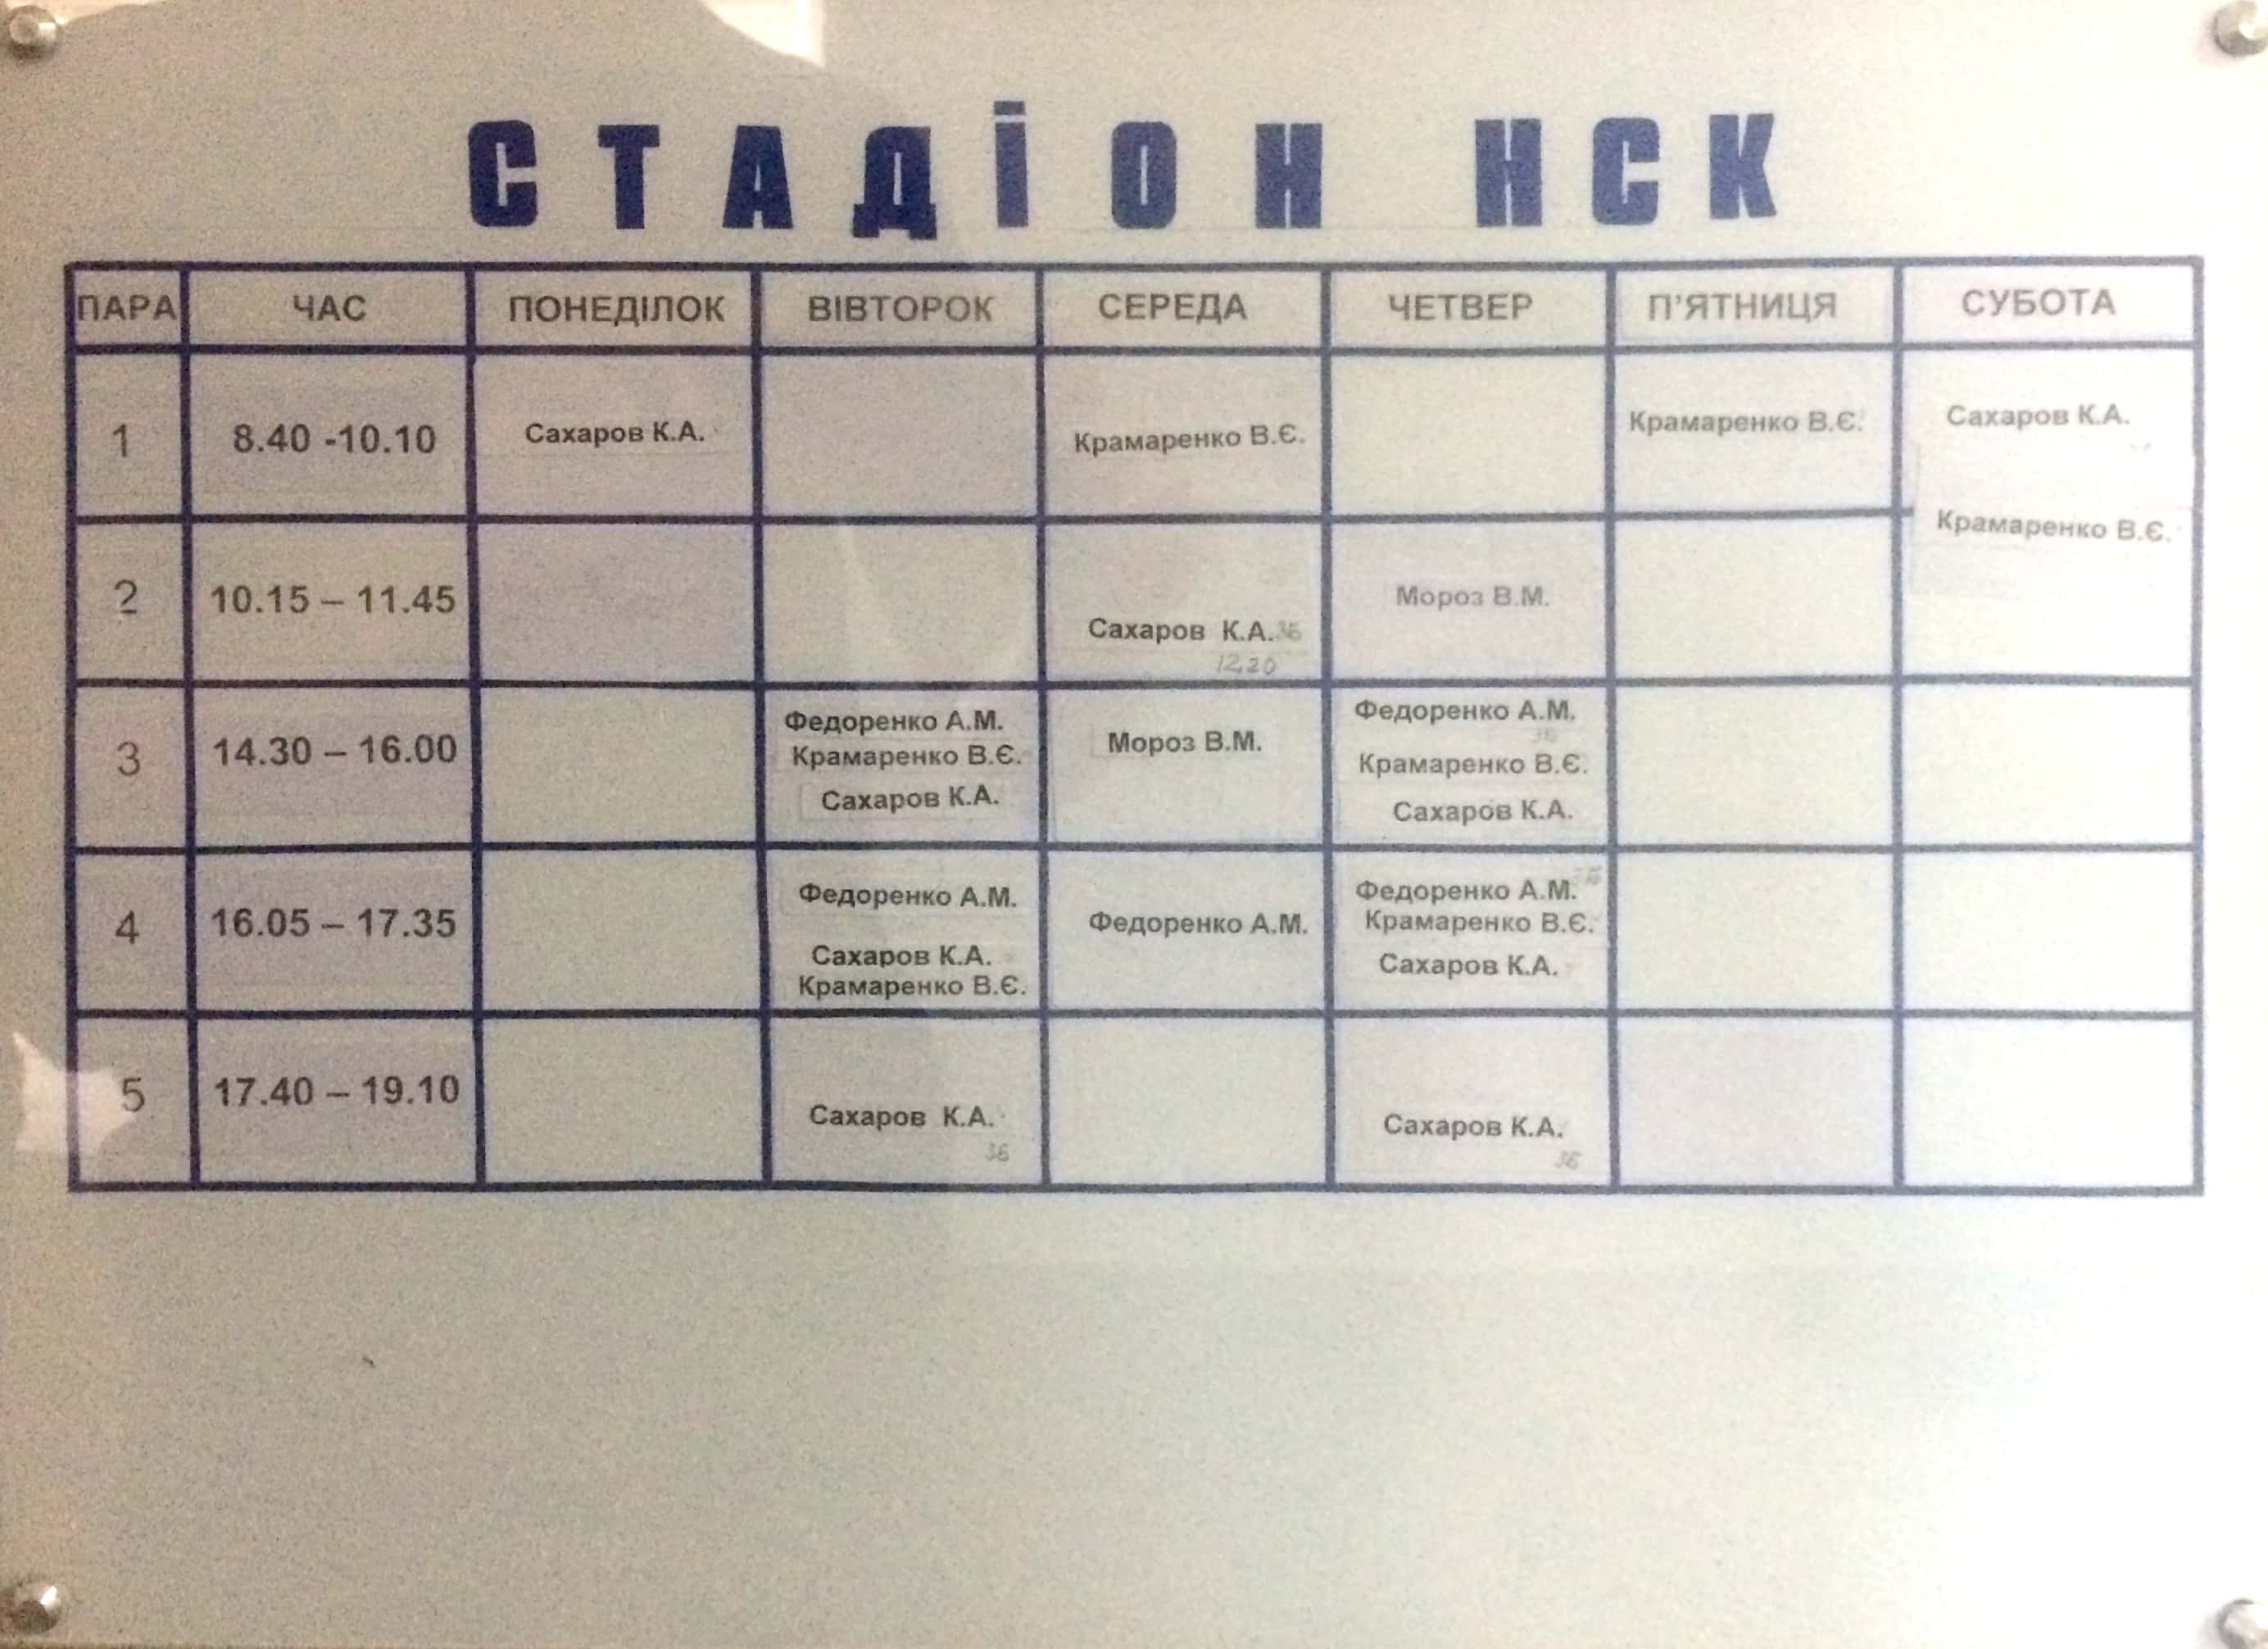 СТАДІОН НСК
ПАРА ЧАС ПОНЕДІЛОК ВІВТОРОК СЕРЕДА ЧЕТВЕР П'ЯТНИЦЯ СУБОТА
1 8.40 -10.10 Сахаров К.А. Крамаренко В.Є. Крамаренко В.Є. Сахаров К.А.
Крамаренко В.Є.
2 10.15 – 11.45 Мороз В.М.
Сахаров К.А. 36
12.20
Федоренко А.М. Федоренко А.М.
3 14.30 – 16.00 Крамаренко В.Є. Мороз В.М. Крамаренко В.Є.
Сахаров К.А. Сахаров К.А.
Федоренко А.М. Федоренко А.М.
4 16.05 – 17.35 Федоренко А.М. Крамаренко В.Є.
Сахаров К.А. Сахаров К.А.
Крамаренко В.Є.
5 17.40 – 19.10
Сахаров К.А. Сахаров К.А.
36 36